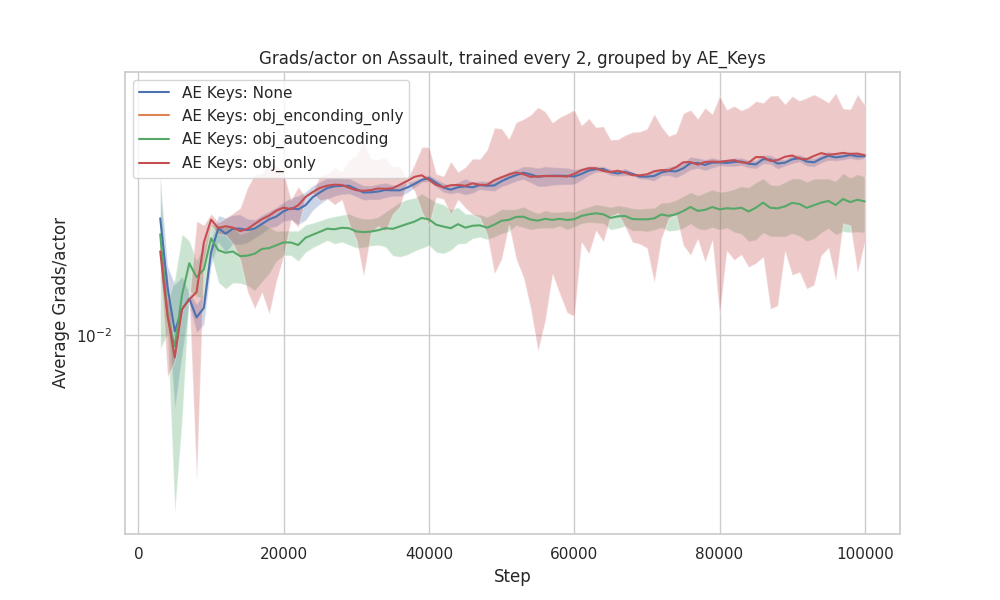 Grads/actor on Assault, trained every 2, grouped by AE_Keys
AE Keys: None
AE Keys: obj_enconding_only
AE Keys: obj_autoencoding
AE Keys: obj_only
Average Grads/actor
10⁻²
0 20000 40000 60000 80000 100000
Step